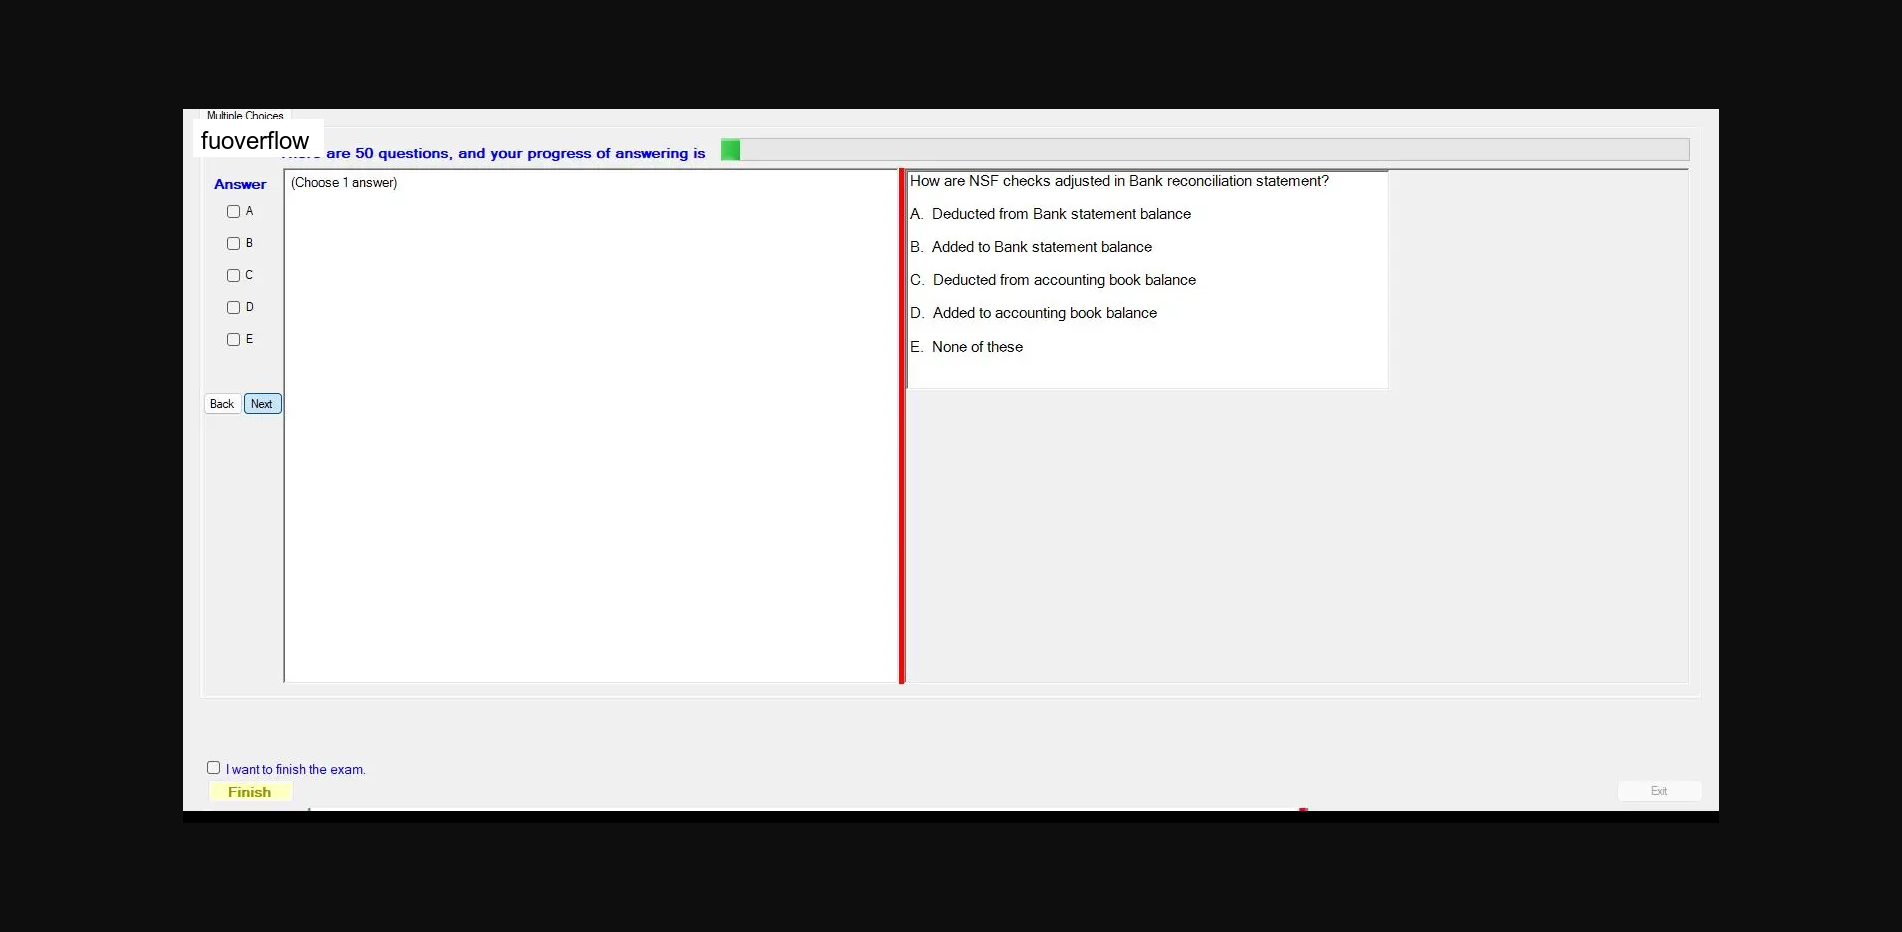 Multiple Choices
fuoverflow
are 50 questions, and your progress of answering is
Answer
(Choose 1 answer)
A
B
C
D
E
Back Next
How are NSF checks adjusted in Bank reconciliation statement?
A. Deducted from Bank statement balance
B. Added to Bank statement balance
C. Deducted from accounting book balance
D. Added to accounting book balance
E. None of these
I want to finish the exam.
Finish
Exit